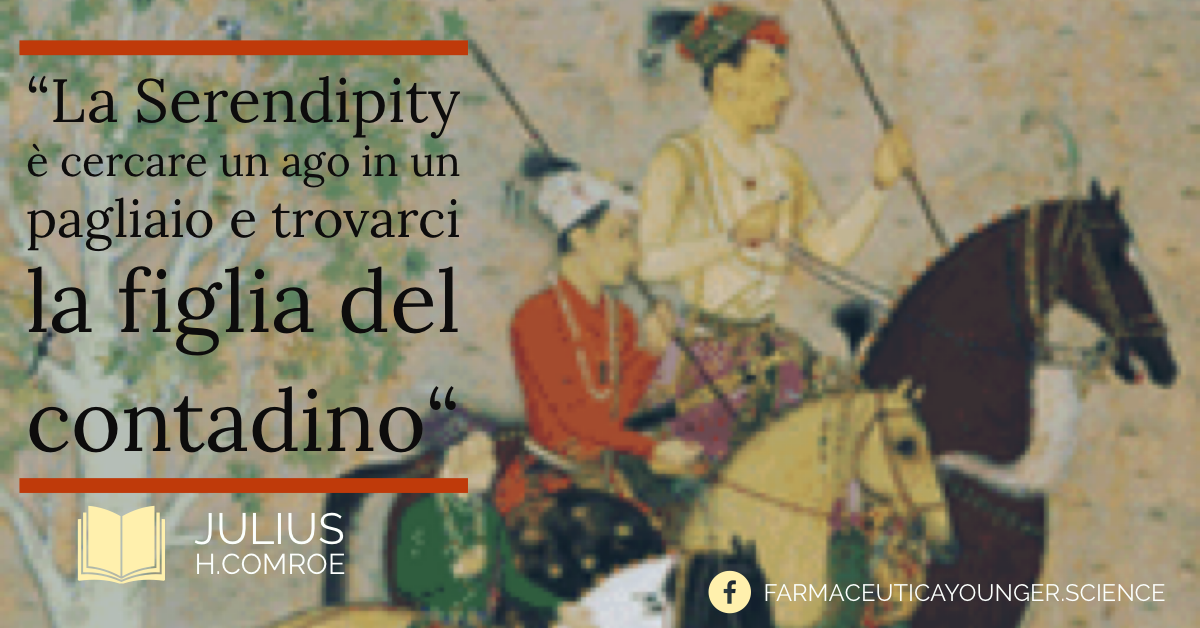 “La Serendipity
è cercare un ago in un
pagliaio e trovarci
la figlia del
contadino“
JULIUS
H.COMROE
FARMACEUTICAYOUNGER.SCIENCE